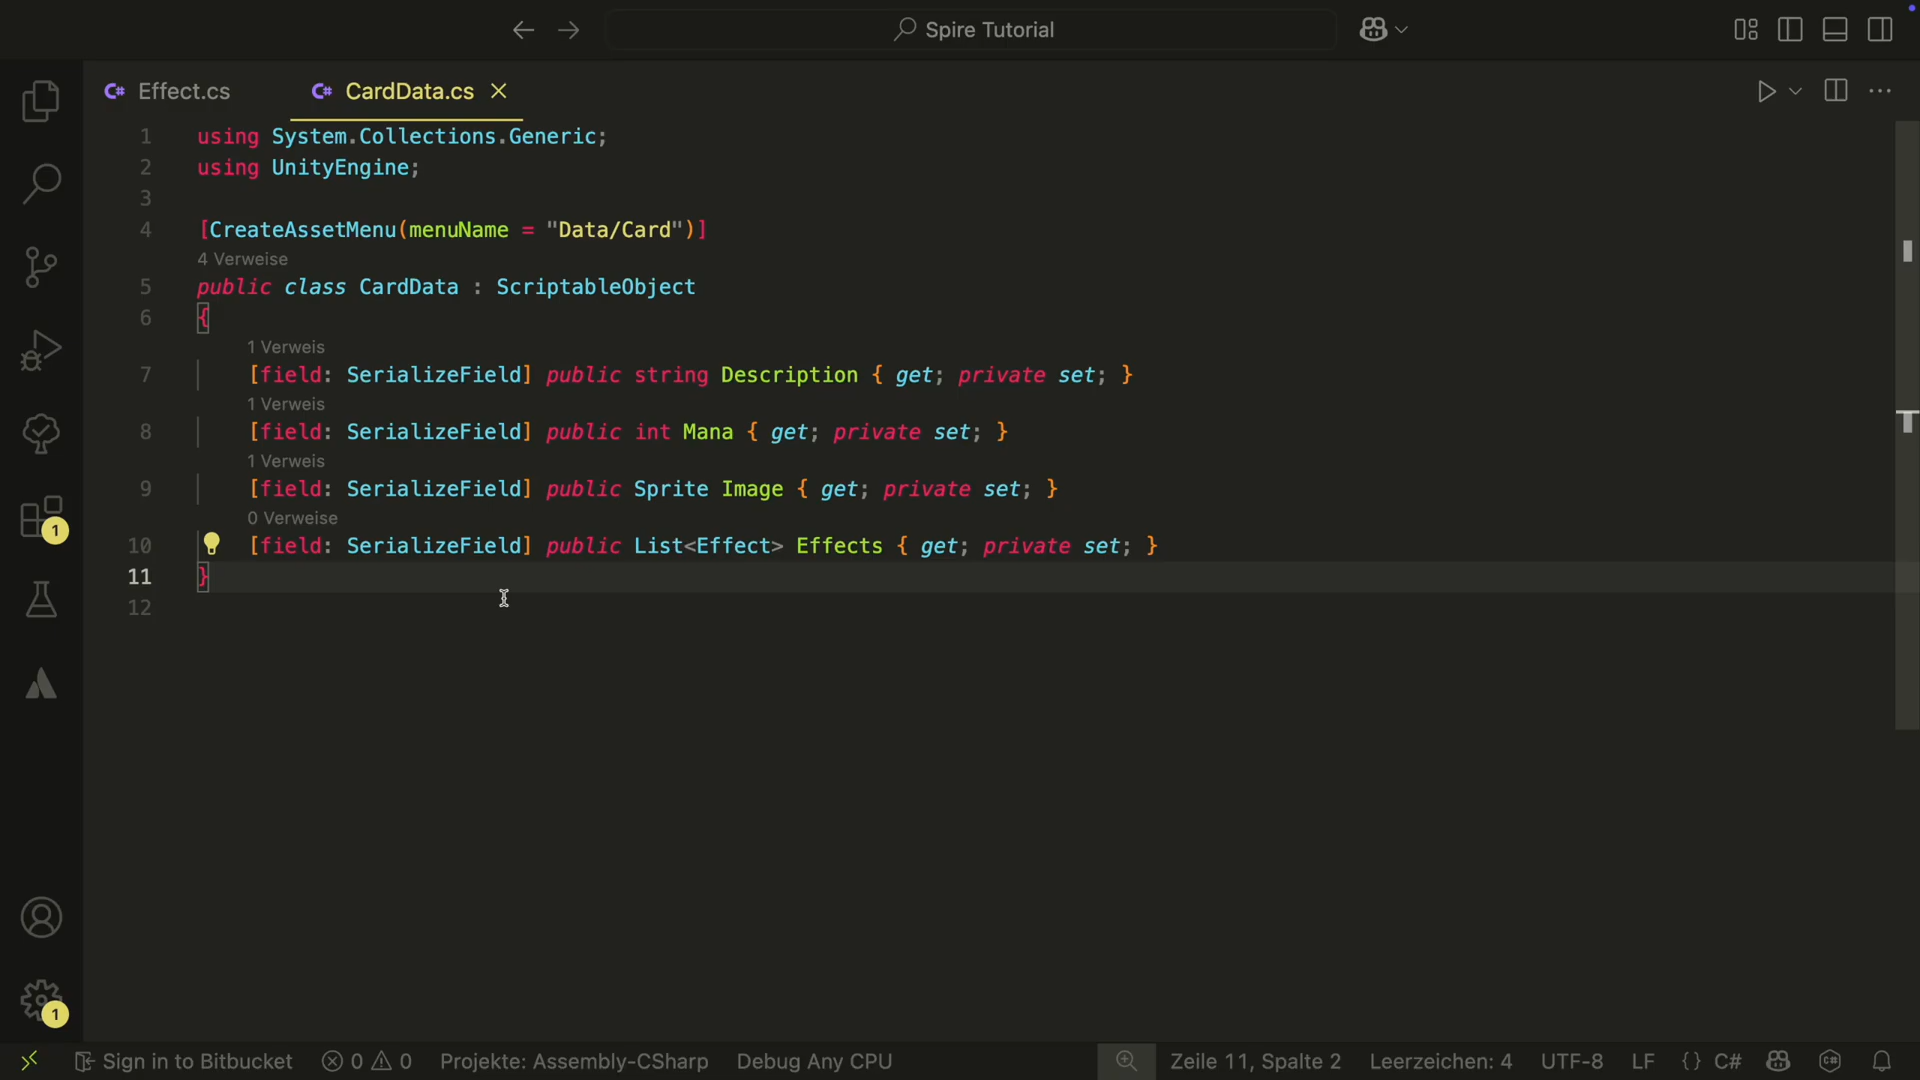 Spire Tutorial
Effect.cs
CardData.cs
1 using System.Collections.Generic;
2 using UnityEngine;
3
4 [CreateAssetMenu(menuName = "Data/Card")]
4 Verweise
5 public class CardData : ScriptableObject
6 {
1 Verweis
7 [field: SerializeField] public string Description { get; private set; }
1 Verweis
8 [field: SerializeField] public int Mana { get; private set; }
1 Verweis
9 [field: SerializeField] public Sprite Image { get; private set; }
0 Verweise
10 [field: SerializeField] public List<Effect> Effects { get; private set; }
11 }
12
1
1
Sign in to Bitbucket 0 0 Projekte: Assembly-CSharp Debug Any CPU Zeile 11, Spalte 2 Leerzeichen: 4 UTF-8 LF {} C#